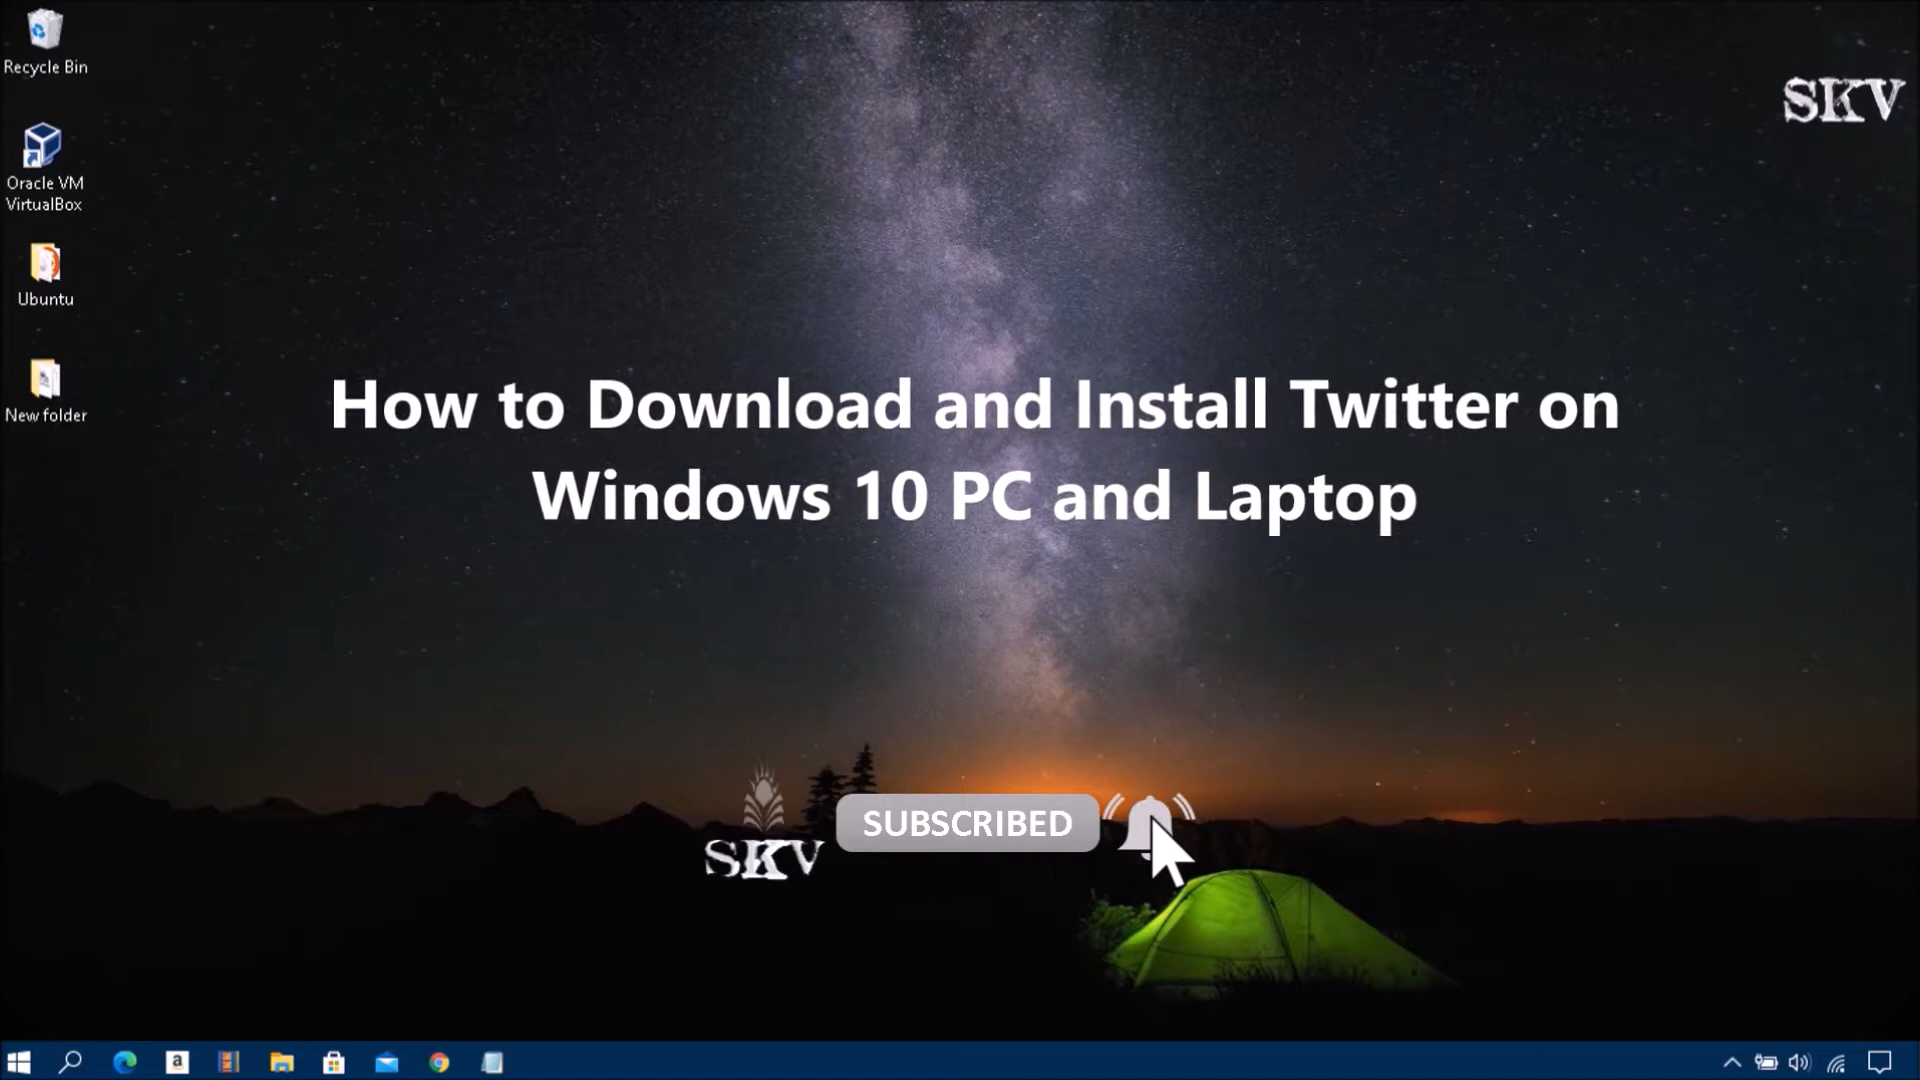 Recycle Bin
SKV
Oracle VM
VirtualBox
Ubuntu
New folder
How to Download and Install Twitter on
Windows 10 PC and Laptop
SUBSCRIBED
SKV
a